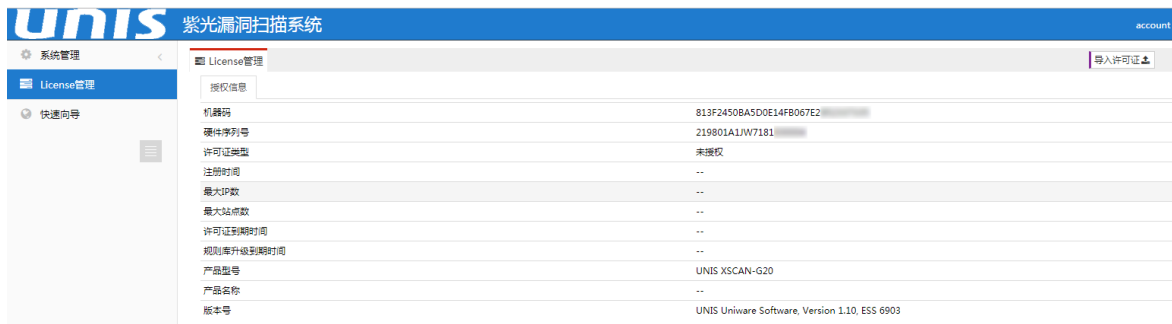 unis 紫光漏洞扫描系统
account
系统管理
License管理
快速向导
License管理
导入许可证
授权信息
机器码 813F2450BA5D0E14FB067E2
硬件序列号 219801A1JW7181
许可证类型 未授权
注册时间 --
最大IP数 --
最大站点数 --
许可证到期时间 --
规则库升级到期时间 --
产品型号 UNIS XSCAN-G20
产品名称 --
版本号 UNIS Uniware Software, Version 1.10, ESS 6903